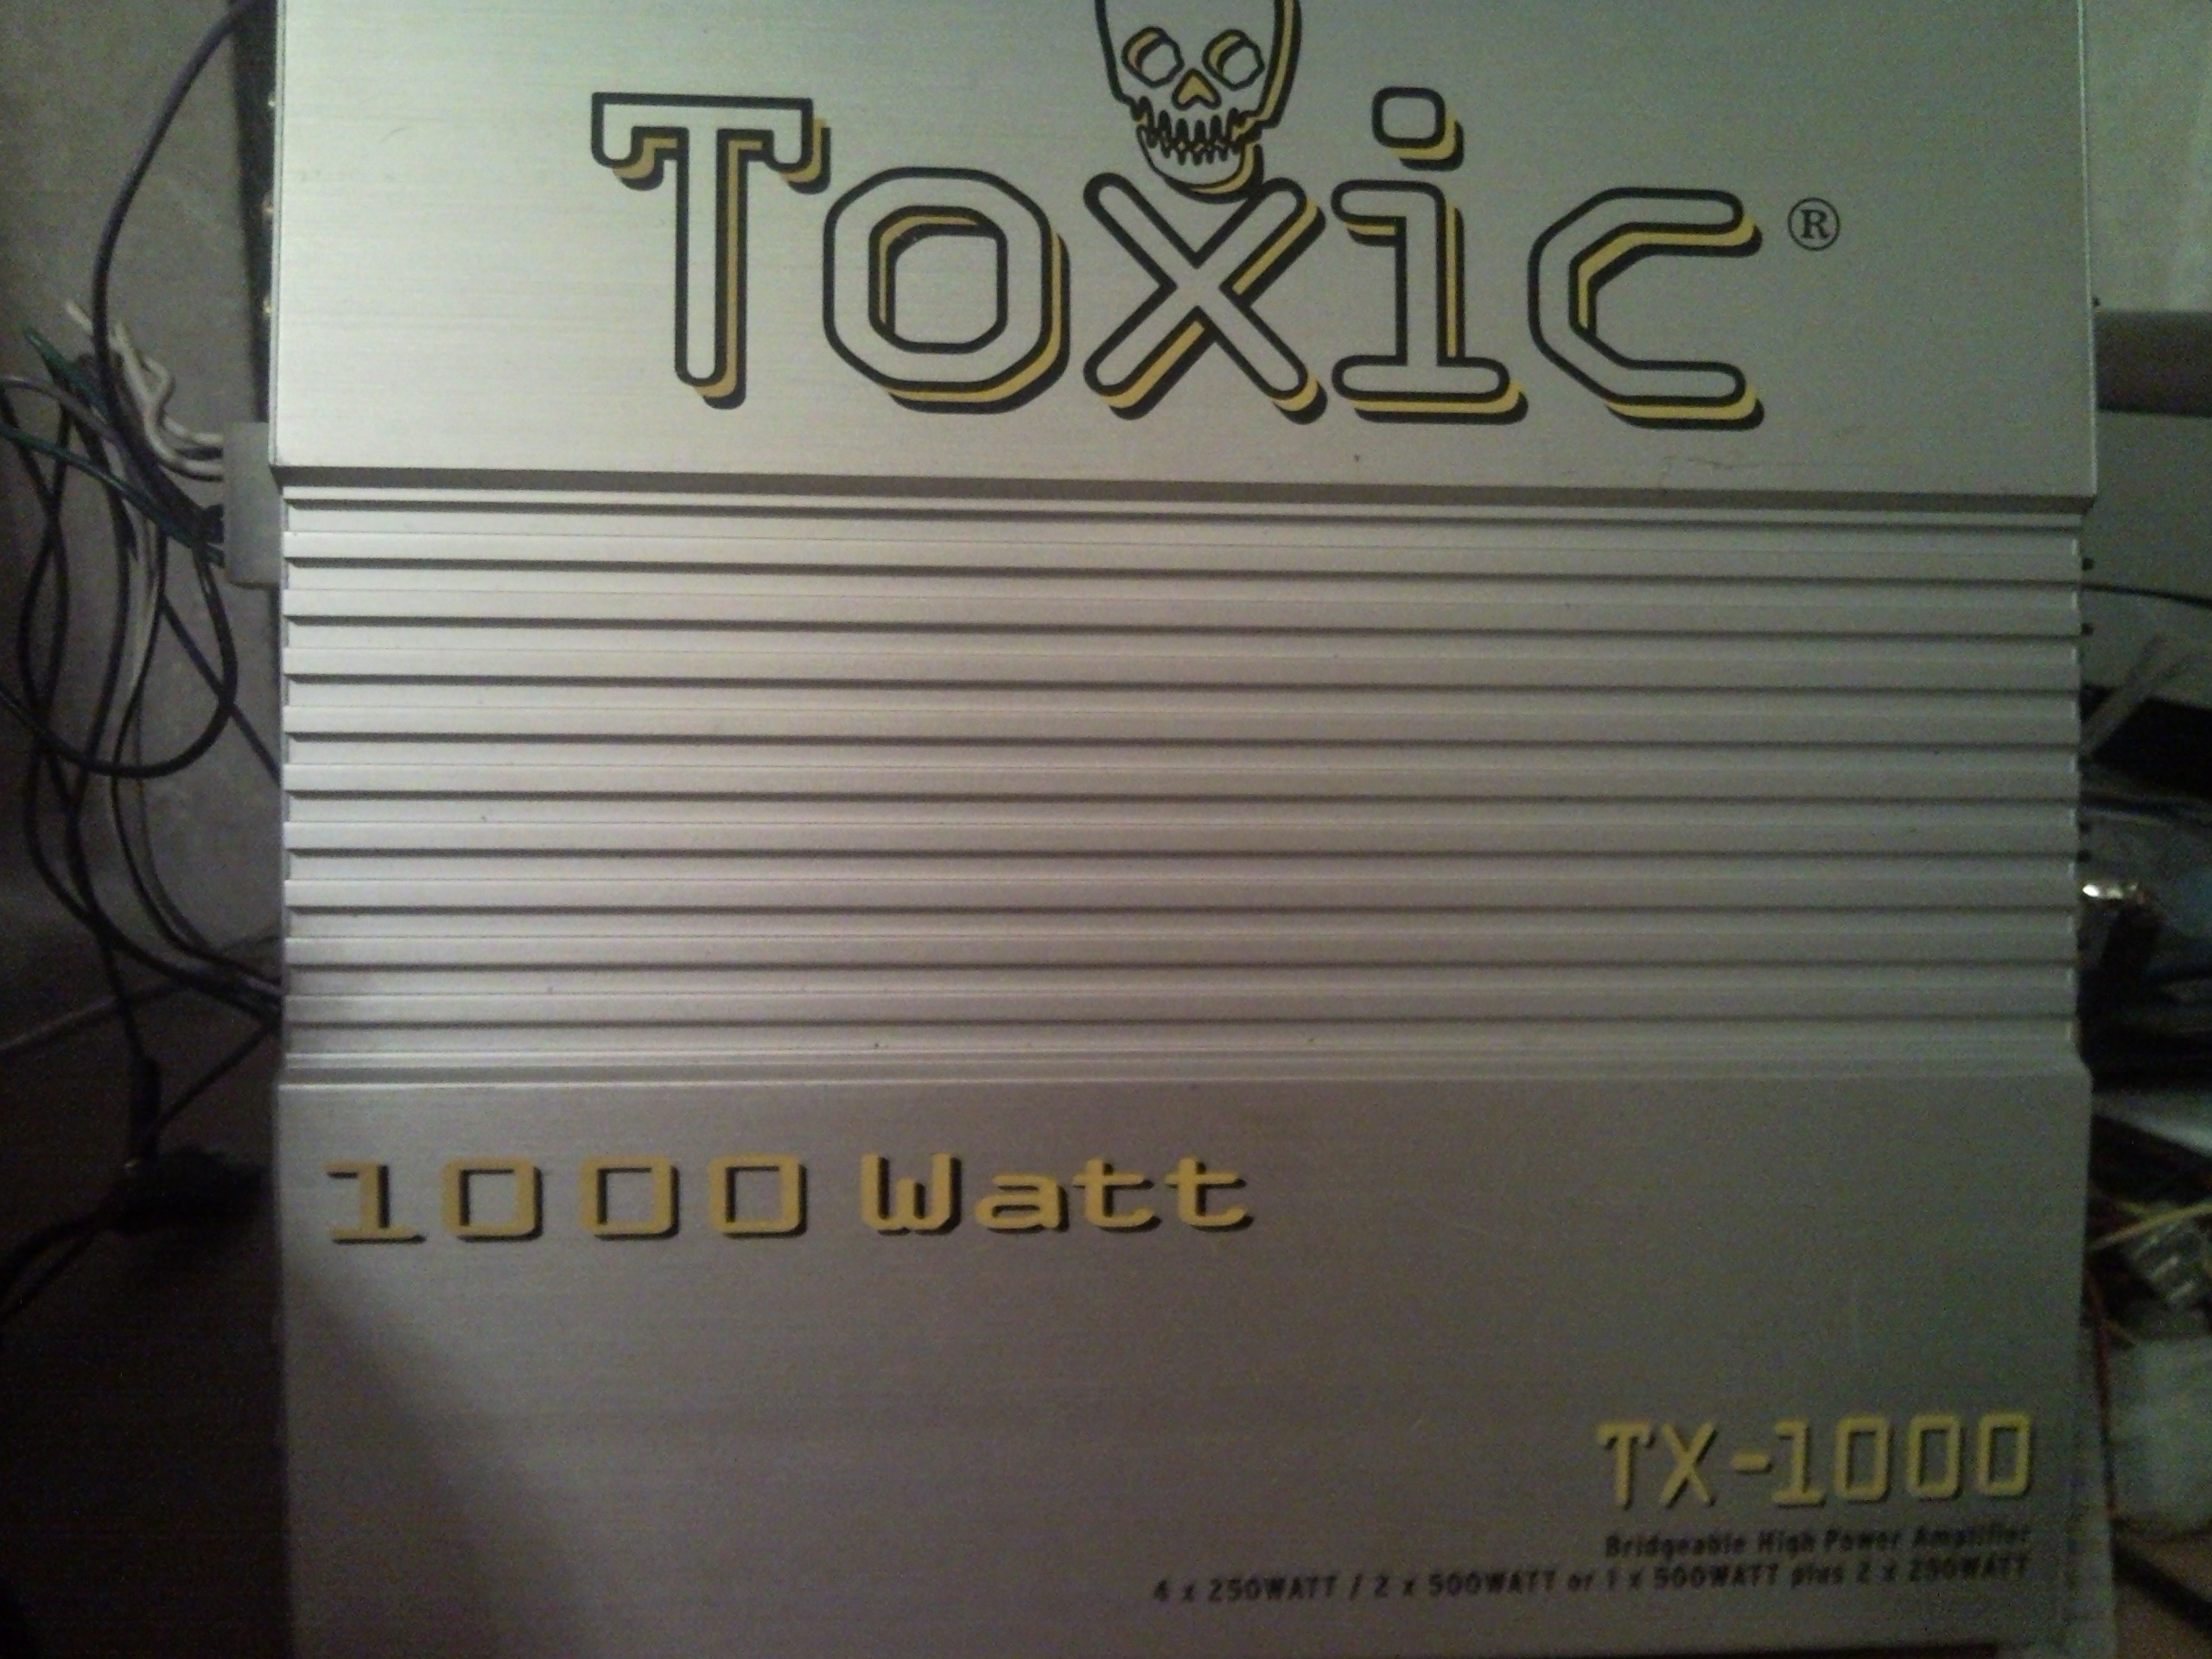 Toxic ®
1000 Watt
TX-1000
Bridgeable High Power Amplifier
4 x 250WATT / 2 x 500WATT or 1 x 500WATT plus 2 x 250WATT